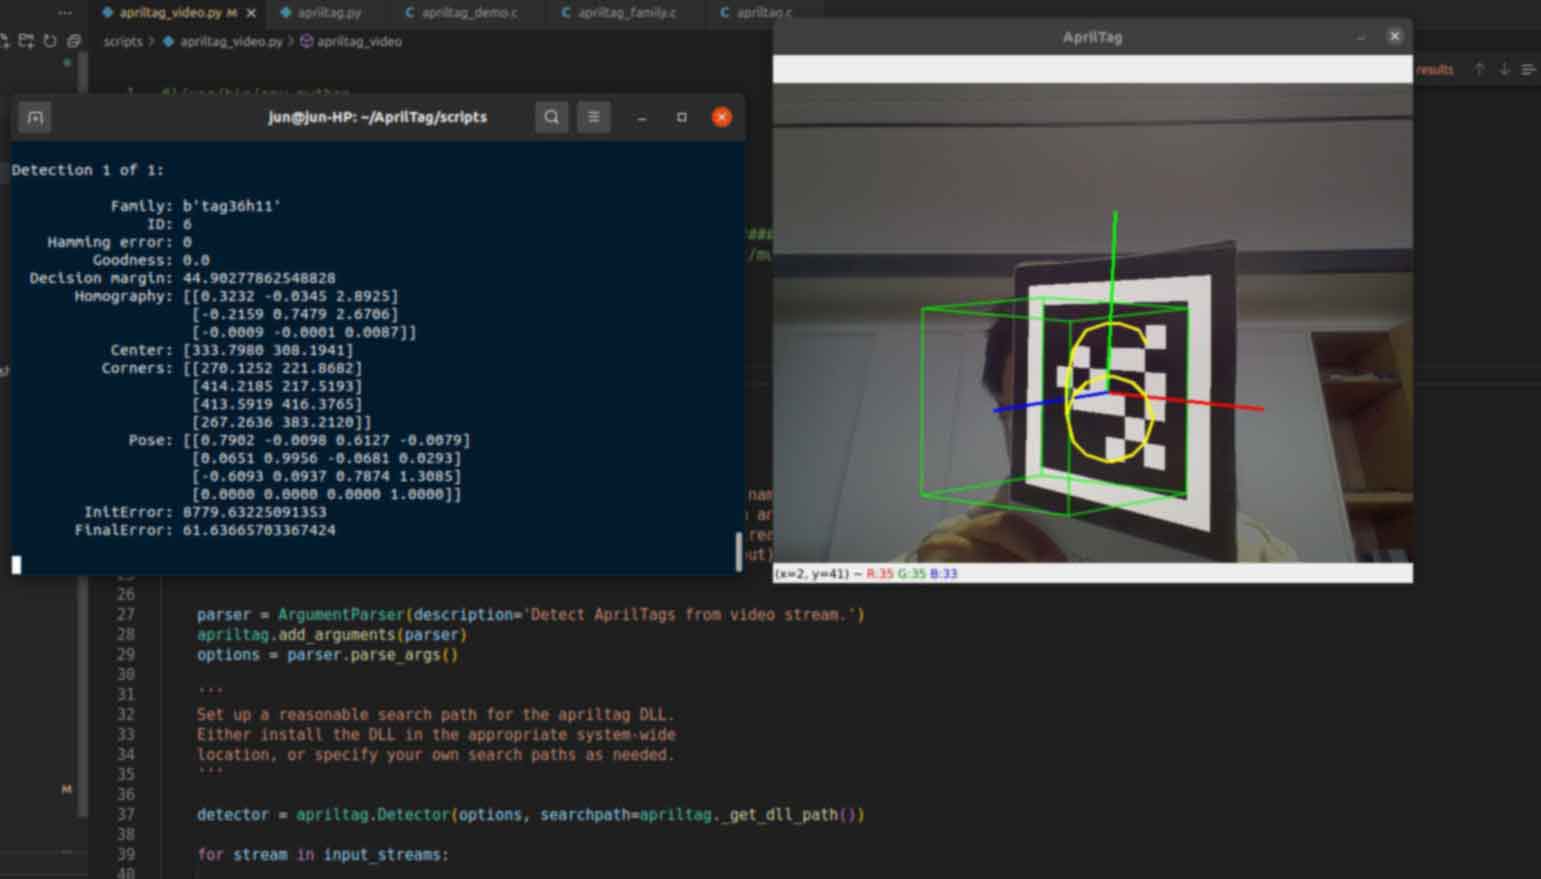 apriltag_video.py M
apriltag.py
apriltag_demo.c
apriltag_family.c
apriltag.c
scripts > apriltag_video.py > apriltag_video
results
jun@jun-HP: ~/AprilTag/scripts
Detection 1 of 1:
Family: b'tag36h11'
ID: 6
Hamming error: 0
Goodness: 0.0
Decision margin: 44.90277862548828
Homography: [[0.3232 -0.0345 2.8925]
[-0.2159 0.7479 2.6706]
[-0.0009 -0.0001 0.0087]]
Center: [333.7980 308.1941]
Corners: [[270.1252 221.8682]
[414.2185 217.5193]
[413.5919 416.3765]
[267.2636 383.2120]]
Pose: [[0.7902 -0.0098 0.6127 -0.0079]
[0.0651 0.9956 -0.0681 0.0293]
[-0.6093 0.0937 0.7874 1.3085]
[0.0000 0.0000 0.0000 1.0000]]
InitError: 8779.63225091353
FinalError: 61.63665703367424
AprilTag
(x=2, y=41) ~ R:35 G:35 B:33
26
27 parser = ArgumentParser(description='Detect AprilTags from video stream.')
28 apriltag.add_arguments(parser)
29 options = parser.parse_args()
30
31 '''
32 Set up a reasonable search path for the apriltag DLL.
33 Either install the DLL in the appropriate system-wide
34 location, or specify your own search paths as needed.
35 '''
36
M
37 detector = apriltag.Detector(options, searchpath=apriltag._get_dll_path())
38
39 for stream in input_streams:
40